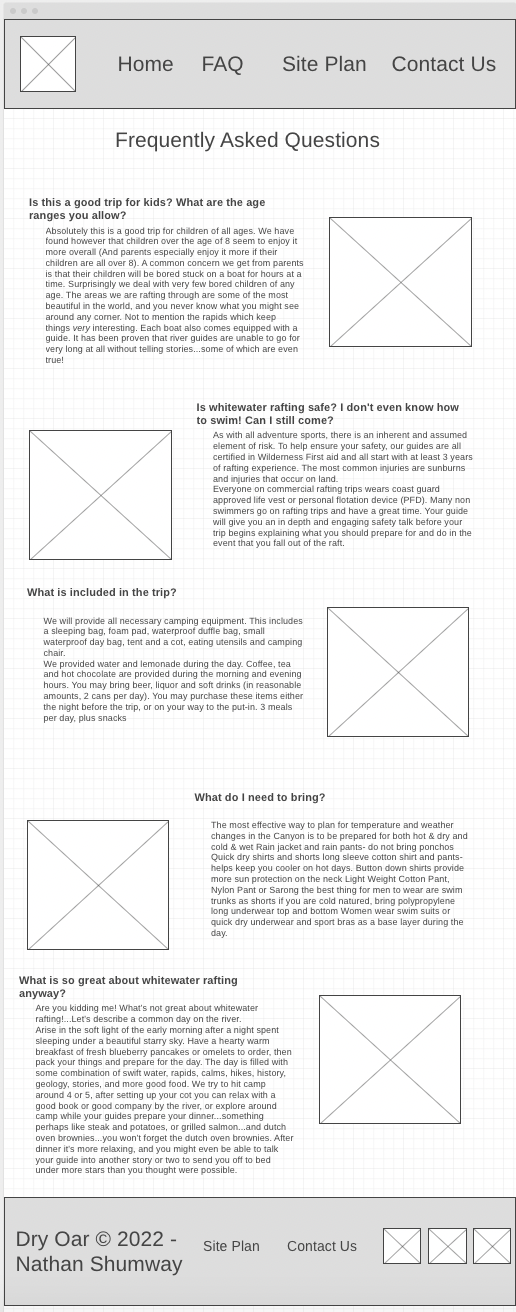 Home FAQ Site Plan Contact Us
Frequently Asked Questions
Is this a good trip for kids? What are the age
ranges you allow?
Absolutely this is a good trip for children of all ages. We have
found however that children over the age of 8 seem to enjoy it
more overall (And parents especially enjoy it more if their
children are all over 8). A common concern we get from parents
is that their children will be bored stuck on a boat for hours at a
time. Surprisingly we deal with very few bored children of any
age. The areas we are rafting through are some of the most
beautiful in the world, and you never know what you might see
around any corner. Not to mention the rapids which keep
things very interesting. Each boat also comes equipped with a
guide. It has been proven that river guides are unable to go for
very long at all without telling stories...some of which are even
true!
Is whitewater rafting safe? I don't even know how
to swim! Can I still come?
As with all adventure sports, there is an inherent and assumed
element of risk. To help ensure your safety, our guides are all
certified in Wilderness First aid and all start with at least 3 years
of rafting experience. The most common injuries are sunburns
and injuries that occur on land.
Everyone on commercial rafting trips wears coast guard
approved life vest or personal flotation device (PFD). Many non
swimmers go on rafting trips and have a great time. Your guide
will give you an in depth and engaging safety talk before your
trip begins explaining what you should prepare for and do in the
event that you fall out of the raft.
What is included in the trip?
We will provide all necessary camping equipment. This includes
a sleeping bag, foam pad, waterproof duffle bag, small
waterproof day bag, tent and a cot, eating utensils and camping
chair.
We provided water and lemonade during the day. Coffee, tea
and hot chocolate are provided during the morning and evening
hours. You may bring beer, liquor and soft drinks (in reasonable
amounts, 2 cans per day). You may purchase these items either
the night before the trip, or on your way to the put-in. 3 meals
per day, plus snacks
What do I need to bring?
The most effective way to plan for temperature and weather
changes in the Canyon is to be prepared for both hot & dry and
cold & wet Rain jacket and rain pants- do not bring ponchos
Quick dry shirts and shorts long sleeve cotton shirt and pants-
helps keep you cooler on hot days. Button down shirts provide
more sun protection on the neck Light Weight Cotton Pant,
Nylon Pant or Sarong the best thing for men to wear are swim
trunks as shorts if you are cold natured, bring polypropylene
long underwear top and bottom Women wear swim suits or
quick dry underwear and sport bras as a base layer during the
day.
What is so great about whitewater rafting
anyway?
Are you kidding me! What's not great about whitewater
rafting!...Let's describe a common day on the river.
Arise in the soft light of the early morning after a night spent
sleeping under a beautiful starry sky. Have a hearty warm
breakfast of fresh blueberry pancakes or omelets to order, then
pack your things and prepare for the day. The day is filled with
some combination of swift water, rapids, calms, hikes, history,
geology, stories, and more good food. We try to hit camp
around 4 or 5, after setting up your cot you can relax with a
good book or good company by the river, or explore around
camp while your guides prepare your dinner...something
perhaps like steak and potatoes, or grilled salmon...and dutch
oven brownies...you won't forget the dutch oven brownies. After
dinner it's more relaxing, and you might even be able to talk
your guide into another story or two to send you off to bed
under more stars than you thought were possible.
Dry Oar © 2022 -
Nathan Shumway
Site Plan Contact Us